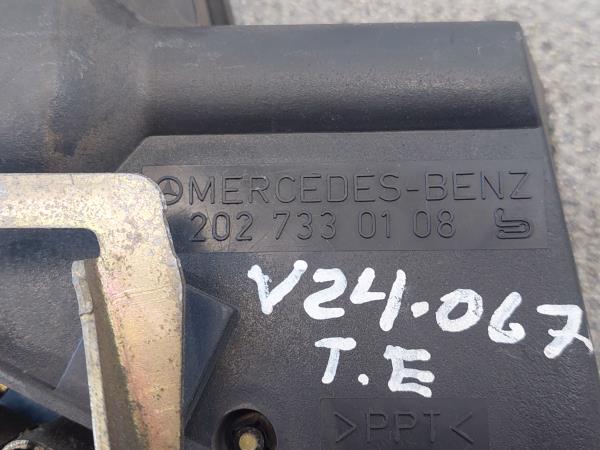 MERCEDES-BENZ
202 733 01 08
V24-067
T.E
>PPT<